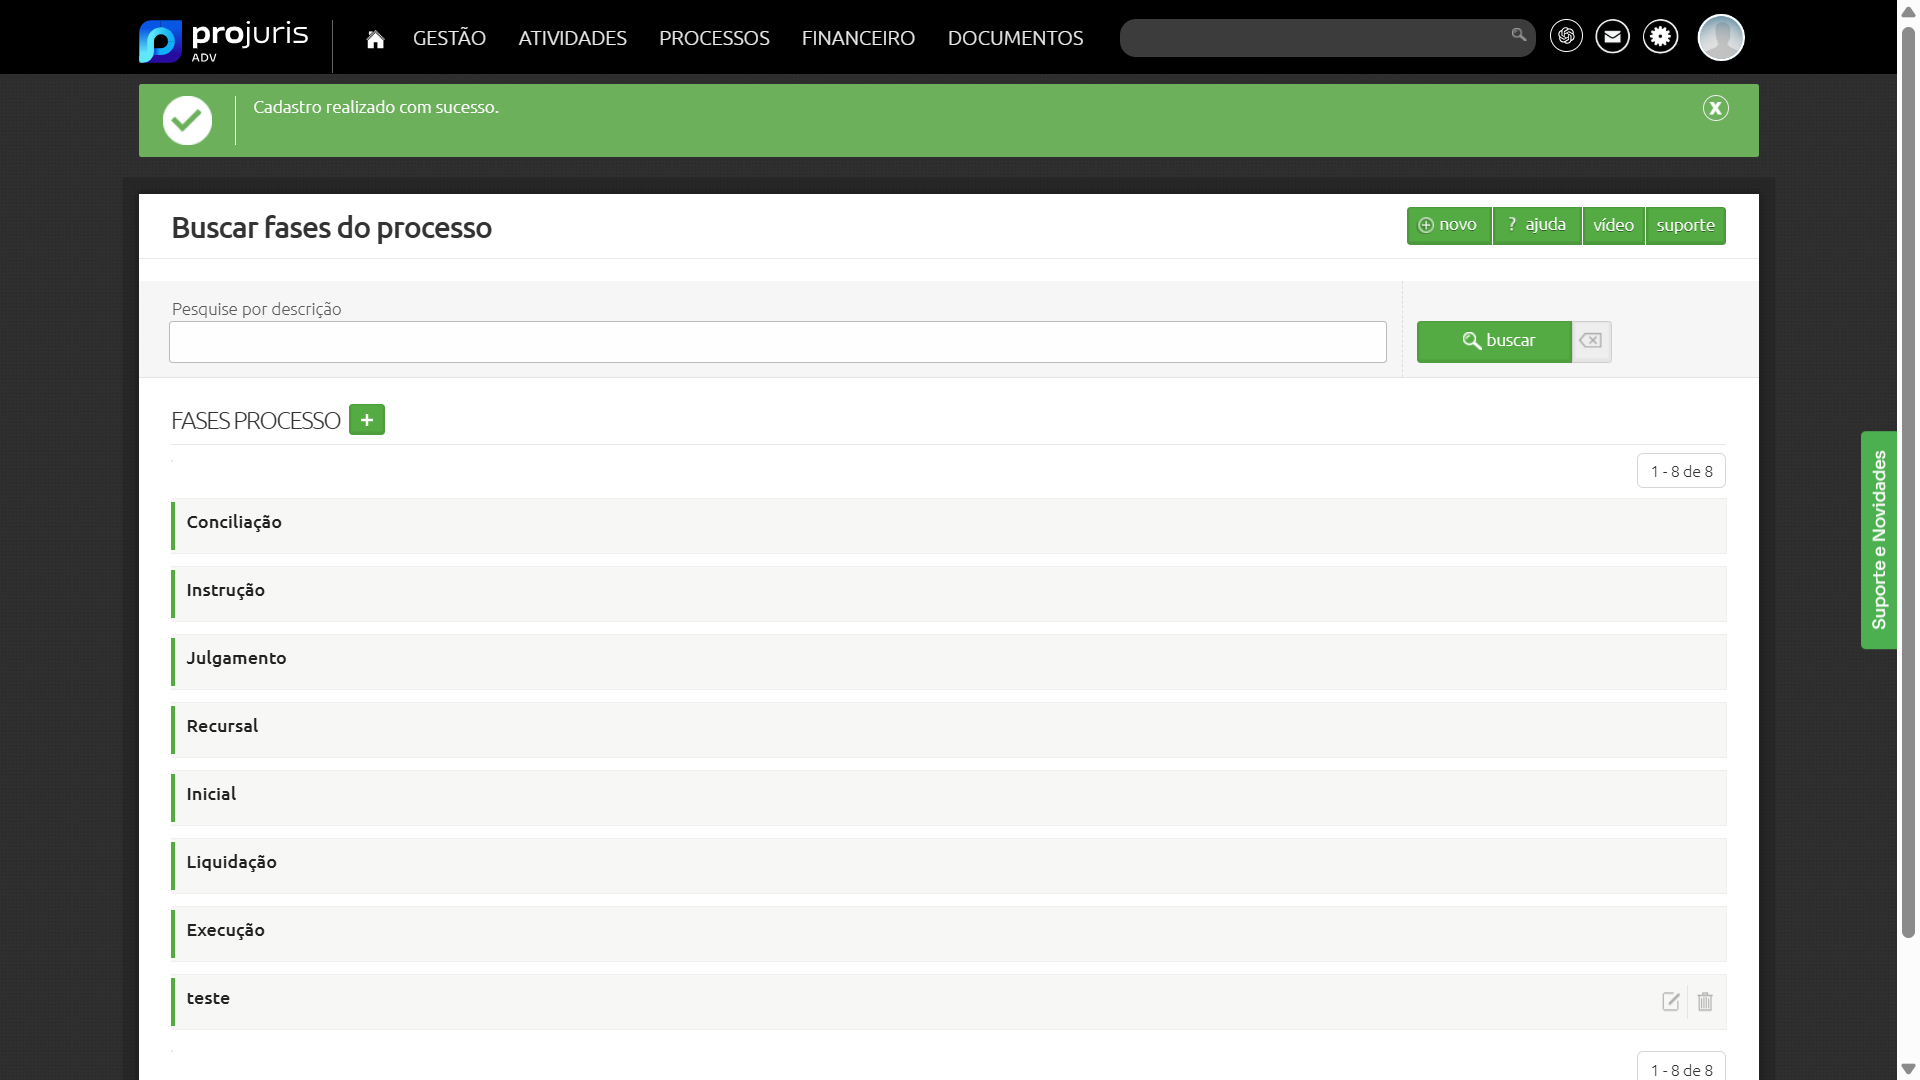 projuris
ADV
GESTÃO
ATIVIDADES
PROCESSOS
FINANCEIRO
DOCUMENTOS
Cadastro realizado com sucesso.
Buscar fases do processo
novo
? ajuda
vídeo
suporte
Pesquise por descrição
buscar
FASES PROCESSO
1 - 8 de 8
Conciliação
Instrução
Julgamento
Recursal
Inicial
Liquidação
Execução
teste
1 - 8 de 8
Suporte e Novidades